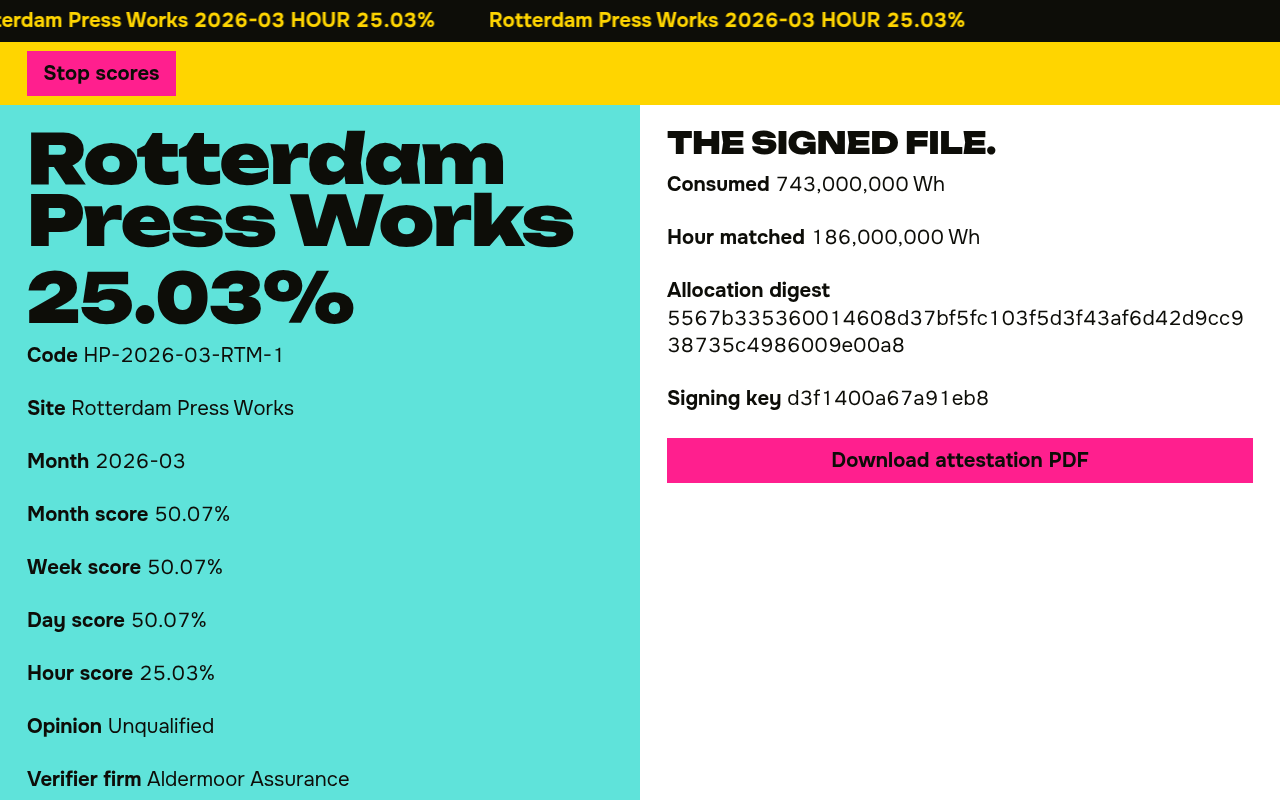 erdam Press Works 2026-03 HOUR 25.03% Rotterdam Press Works 2026-03 HOUR 25.03%
Stop scores
Rotterdam
Press Works
25.03%
Code HP-2026-03-RTM-1
Site Rotterdam Press Works
Month 2026-03
Month score 50.07%
Week score 50.07%
Day score 50.07%
Hour score 25.03%
Opinion Unqualified
Verifier firm Aldermoor Assurance
THE SIGNED FILE.
Consumed 743,000,000 Wh
Hour matched 186,000,000 Wh
Allocation digest
5567b335360014608d37bf5fc103f5d3f43af6d42d9cc9
38735c4986009e00a8
Signing key d3f1400a67a91eb8
Download attestation PDF